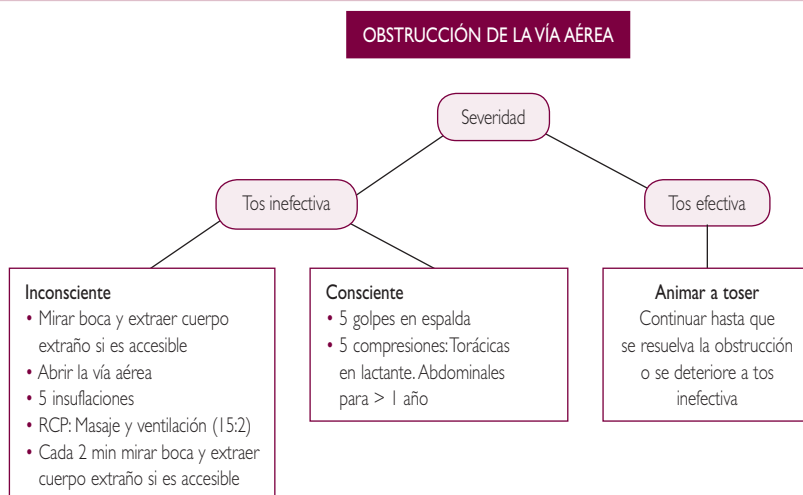 OBSTRUCCIÓN DE LA VÍA AÉREA
Severidad
Tos inefectiva
Tos efectiva
Inconsciente
• Mirar boca y extraer cuerpo
extraño si es accesible
• Abrir la vía aérea
• 5 insuflaciones
• RCP: Masaje y ventilación (15:2)
• Cada 2 min mirar boca y extraer
cuerpo extraño si es accesible
Consciente
• 5 golpes en espalda
• 5 compresiones: Torácicas
en lactante. Abdominales
para > 1 año
Animar a toser
Continuar hasta que
se resuelva la obstrucción
o se deteriore a tos
inefectiva